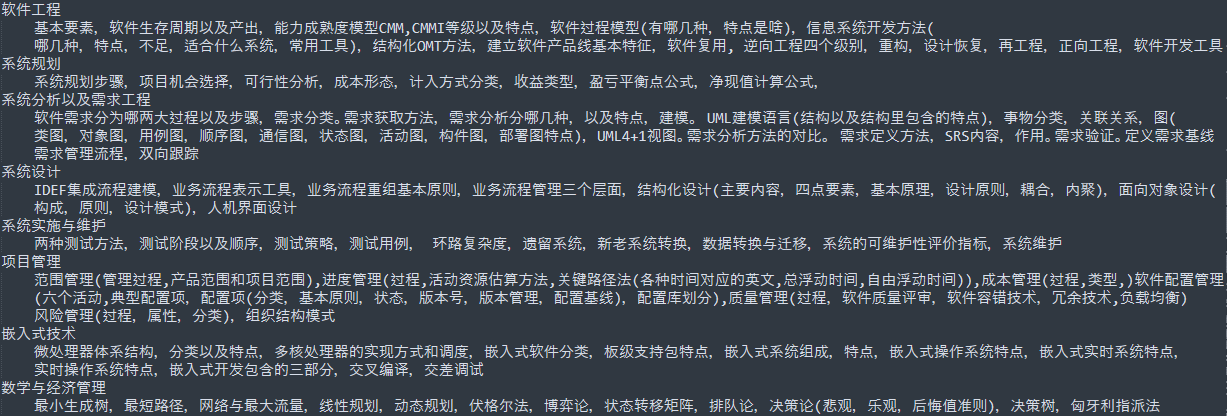 软件工程
基本要素, 软件生存周期以及产出, 能力成熟度模型CMM,CMMI等级以及特点, 软件过程模型(有哪几种, 特点是啥), 信息系统开发方法(
哪几种, 特点, 不足, 适合什么系统, 常用工具), 结构化OMT方法, 建立软件产品线基本特征, 软件复用, 逆向工程四个级别, 重构, 设计恢复, 再工程, 正向工程, 软件开发工具
系统规划
系统规划步骤, 项目机会选择, 可行性分析, 成本形态, 计入方式分类, 收益类型, 盈亏平衡点公式, 净现值计算公式,
系统分析以及需求工程
软件需求分为哪两大过程以及步骤, 需求分类。需求获取方法, 需求分析分哪几种, 以及特点, 建模。 UML建模语言(结构以及结构里包含的特点), 事物分类, 关联关系, 图(
类图, 对象图, 用例图, 顺序图, 通信图, 状态图, 活动图, 构件图, 部署图特点), UML4+1视图。需求分析方法的对比。 需求定义方法, SRS内容, 作用。需求验证。定义需求基线
需求管理流程, 双向跟踪
系统设计
IDEF集成流程建模, 业务流程表示工具, 业务流程重组基本原则, 业务流程管理三个层面, 结构化设计(主要内容, 四点要素, 基本原理, 设计原则, 耦合, 内聚), 面向对象设计(
构成, 原则, 设计模式), 人机界面设计
系统实施与维护
两种测试方法, 测试阶段以及顺序, 测试策略, 测试用例, 环路复杂度, 遗留系统, 新老系统转换, 数据转换与迁移, 系统的可维护性评价指标, 系统维护
项目管理
范围管理(管理过程,产品范围和项目范围),进度管理(过程,活动资源估算方法,关键路径法(各种时间对应的英文,总浮动时间,自由浮动时间)),成本管理(过程,类型,)软件配置管理
(六个活动,典型配置项, 配置项(分类, 基本原则, 状态, 版本号, 版本管理, 配置基线), 配置库划分),质量管理(过程, 软件质量评审, 软件容错技术, 冗余技术,负载均衡)
风险管理(过程, 属性, 分类), 组织结构模式
嵌入式技术
微处理器体系结构, 分类以及特点, 多核处理器的实现方式和调度, 嵌入式软件分类, 板级支持包特点, 嵌入式系统组成, 特点, 嵌入式操作系统特点, 嵌入式实时系统特点,
实时操作系统特点, 嵌入式开发包含的三部分, 交叉编译, 交差调试
数学与经济管理
最小生成树, 最短路径, 网络与最大流量, 线性规划, 动态规划, 伏格尔法, 博弈论, 状态转移矩阵, 排队论, 决策论(悲观, 乐观, 后悔值准则), 决策树, 匈牙利指派法